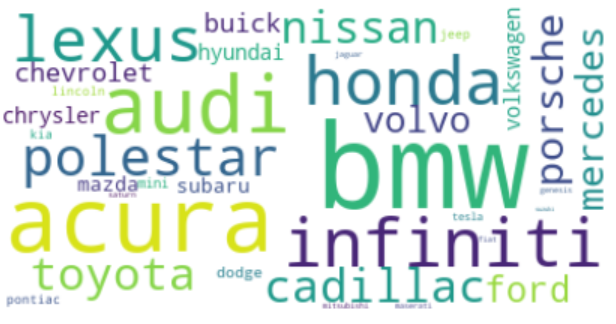 lexus
buick
nissan
jeep
hyundai
jaguar
chevrolet
lincoln
audi
honda
volkswagen
porsche
mercedes
chrysler
kia
volvo
polestar
bmw
mazda
mini
subaru
saturn
genesis
suzuki
acura
tesla
infiniti
fiat
toyota
dodge
cadillac
ford
pontiac
mitsubishi
maserati